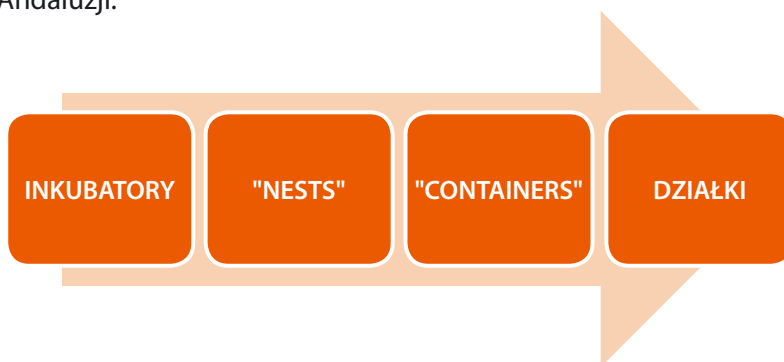 Andaluzji.
INKUBATORY
"NESTS"
"CONTAINERS"
DZIAŁKI